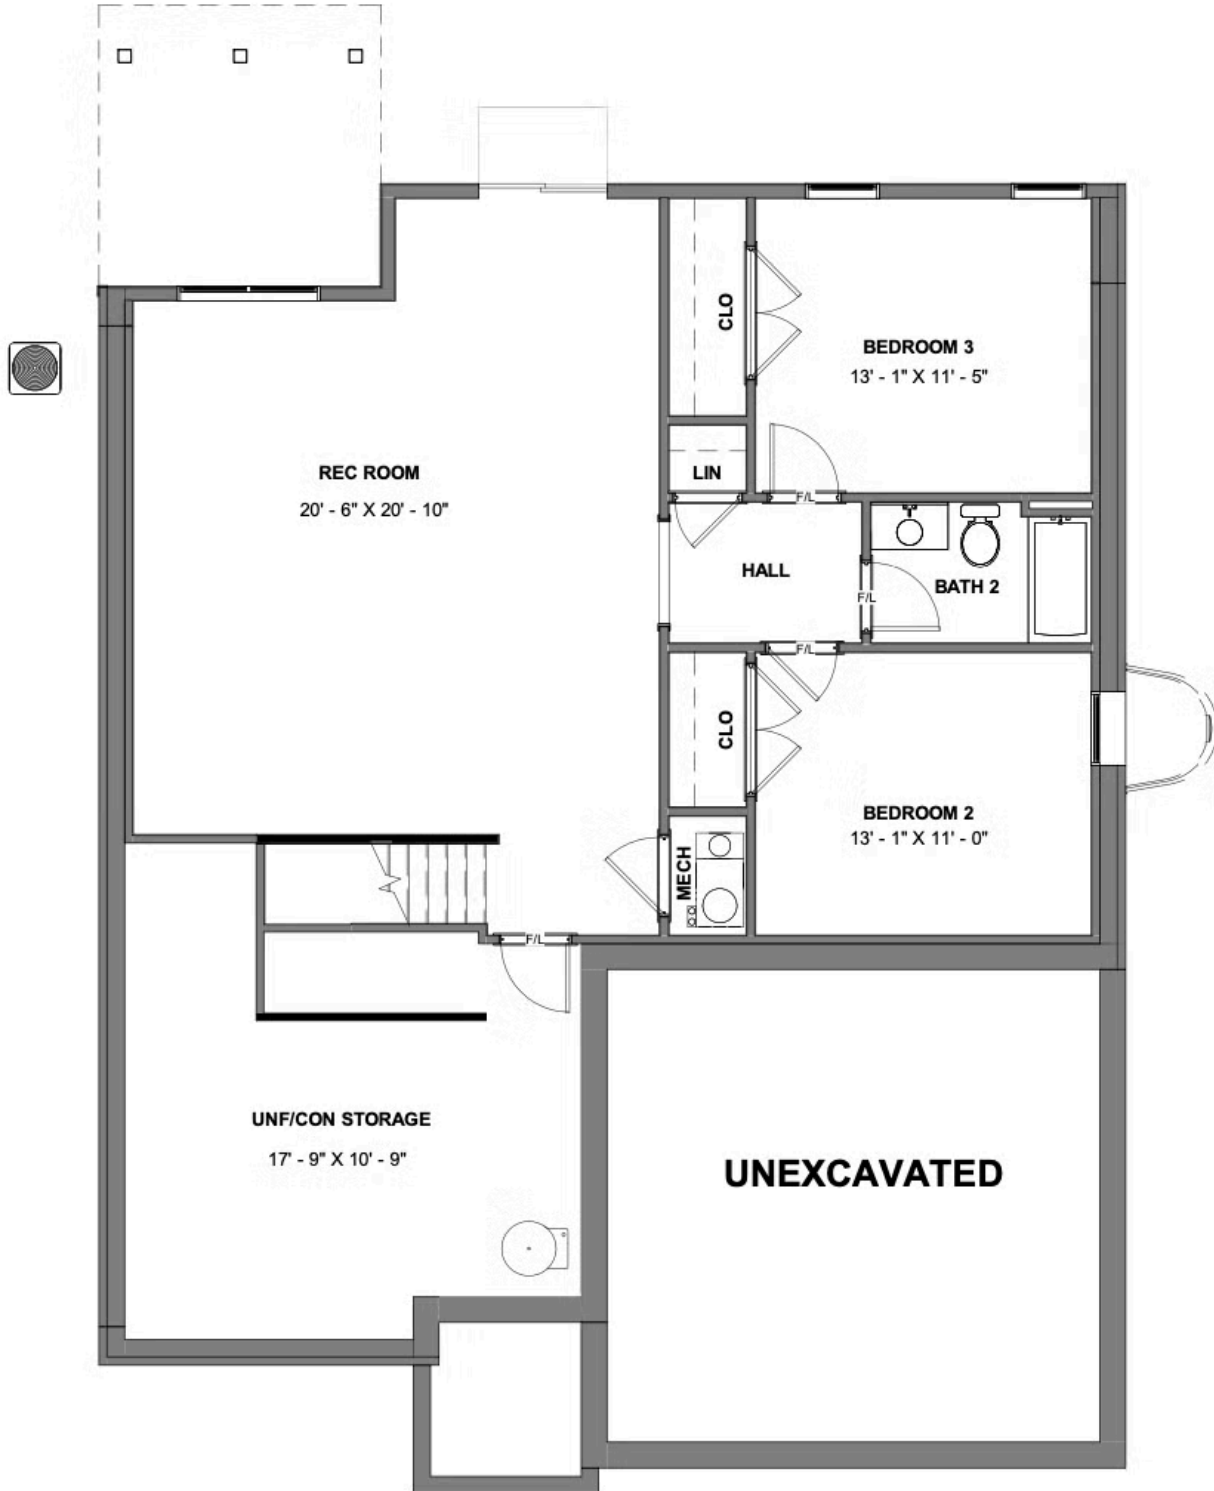 CLO
BEDROOM 3
13' - 1" X 11' - 5"
REC ROOM
20' - 6" X 20' - 10"
LIN
F/L
HALL
F/L
BATH 2
F/L
CLO
BEDROOM 2
13' - 1" X 11' - 0"
MECH
F/L
UNF/CON STORAGE
17' - 9" X 10' - 9"
UNEXCAVATED